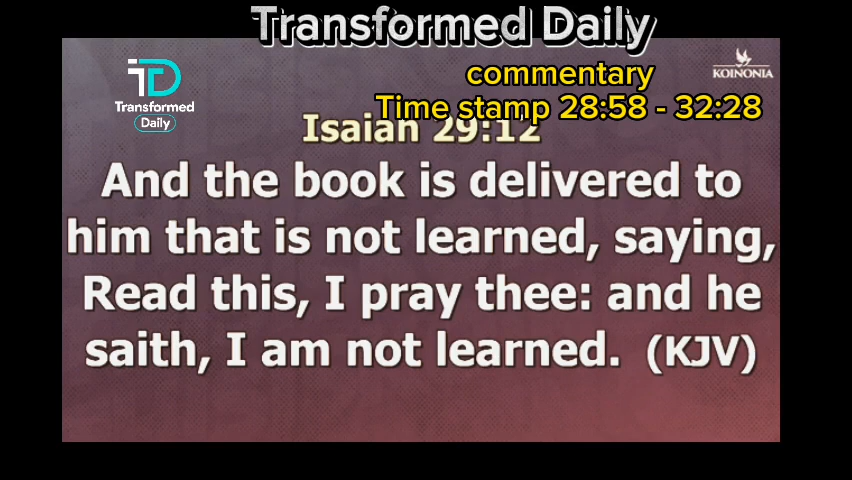 Transformed Daily
commentary
Time stamp 28:58 - 32:28
TD
Transformed
Daily
KOINONIA
Isaiah 29:12
And the book is delivered to
him that is not learned, saying,
Read this, I pray thee: and he
saith, I am not learned. (KJV)